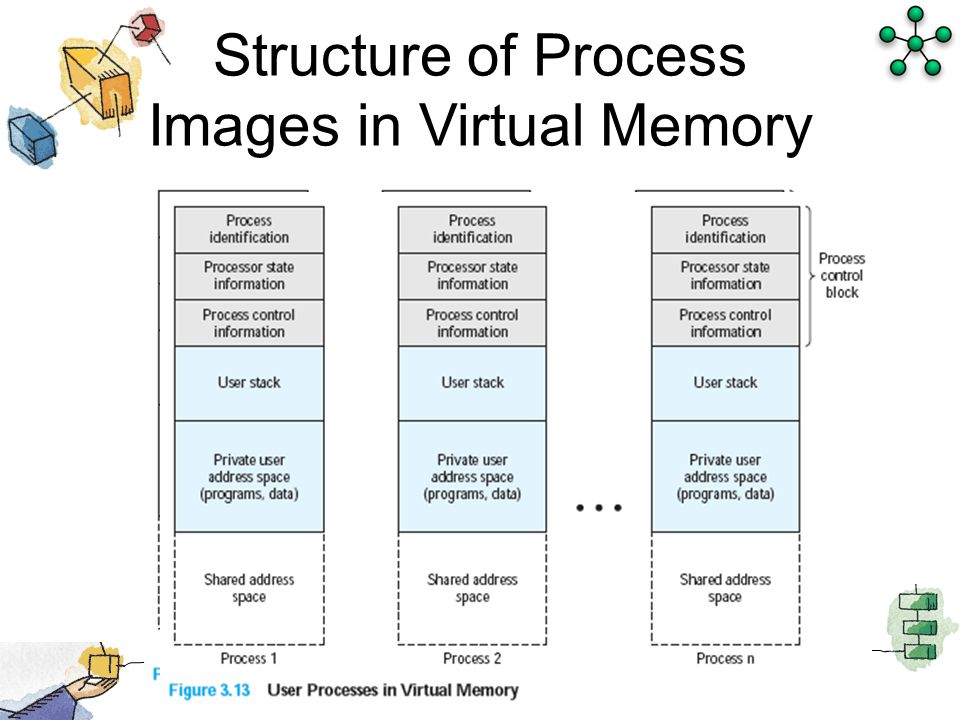 Structure of Process
Images in Virtual Memory
Process
identification
Processor state
information
Process control
information
User stack
Private user
address space
(programs, data)
Shared address
space
Process 1
Process
identification
Processor state
information
Process control
information
User stack
Private user
address space
(programs, data)
Shared address
space
Process 2
• • •
Process
identification
Processor state
information
Process control
information
User stack
Private user
address space
(programs, data)
Shared address
space
Process n
Process
control
block
Figure 3.13 User Processes in Virtual Memory